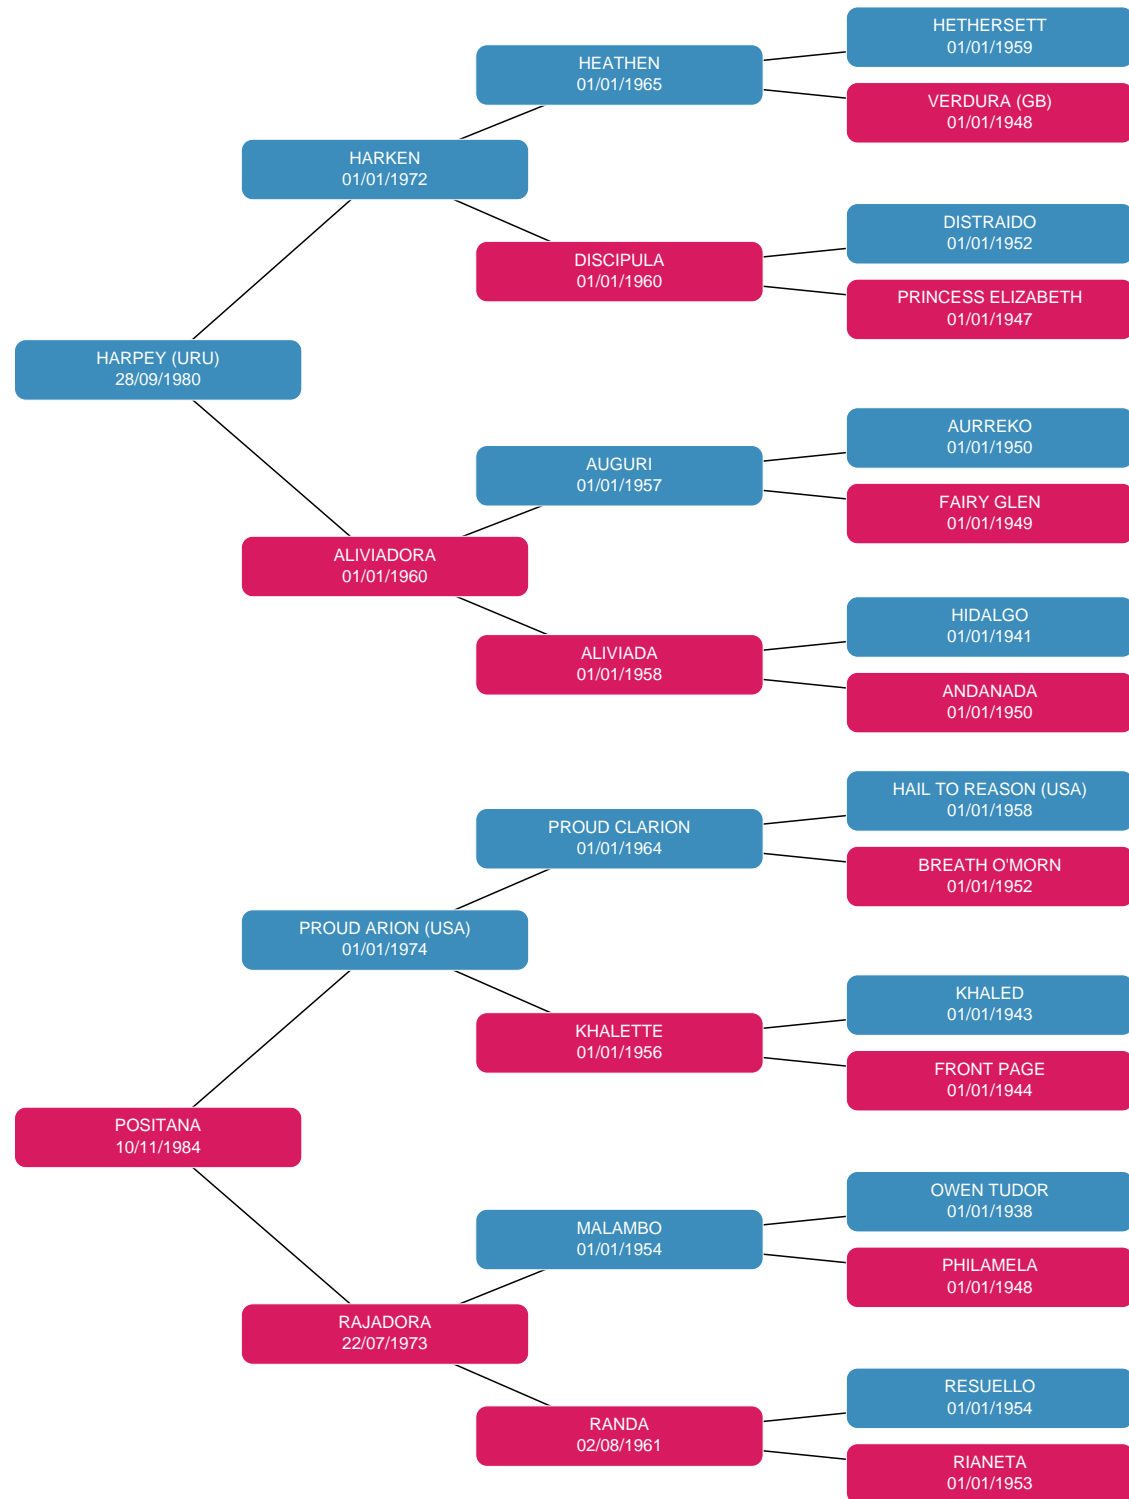 HETHERSETT
01/01/1959
HEATHEN
01/01/1965
VERDURA (GB)
01/01/1948
HARKEN
01/01/1972
DISTRAIDO
01/01/1952
DISCIPULA
01/01/1960
PRINCESS ELIZABETH
01/01/1947
HARPEY (URU)
28/09/1980
AURREKO
01/01/1950
AUGURI
01/01/1957
FAIRY GLEN
01/01/1949
ALIVIADORA
01/01/1960
HIDALGO
01/01/1941
ALIVIADA
01/01/1958
ANDANADA
01/01/1950
HAIL TO REASON (USA)
01/01/1958
PROUD CLARION
01/01/1964
BREATH O'MORN
01/01/1952
PROUD ARION (USA)
01/01/1974
KHALED
01/01/1943
KHALETTE
01/01/1956
FRONT PAGE
01/01/1944
POSITANA
10/11/1984
OWEN TUDOR
01/01/1938
MALAMBO
01/01/1954
PHILAMELA
01/01/1948
RAJADORA
22/07/1973
RESUELLO
01/01/1954
RANDA
02/08/1961
RIANETA
01/01/1953